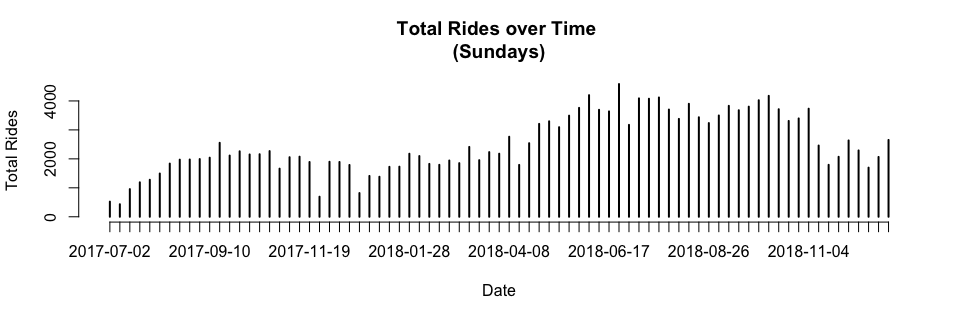 Total Rides over Time
(Sundays)
Total Rides
4000
2000
0
2017-07-02 2017-09-10 2017-11-19 2018-01-28 2018-04-08 2018-06-17 2018-08-26 2018-11-04
Date